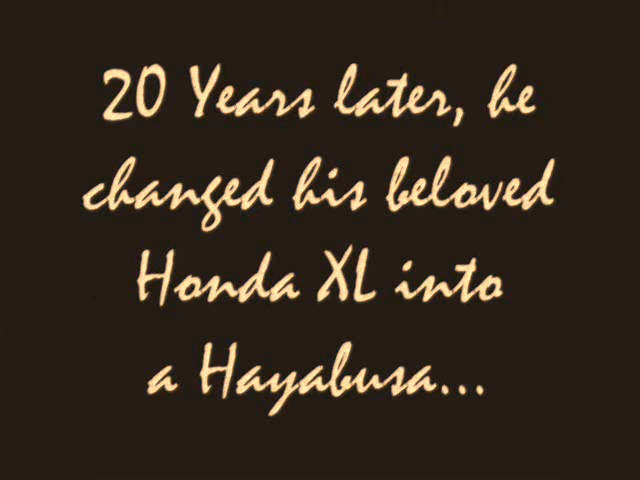 20 Years later, he
changed his beloved
Honda XL into
a Hayabusa...